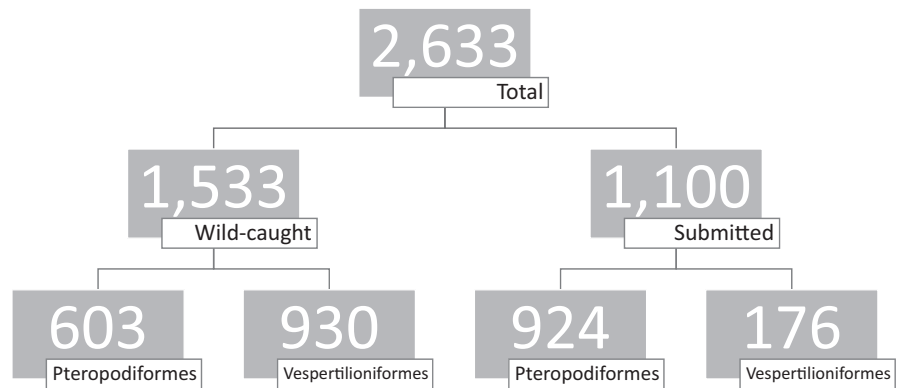 2,633
Total
1,533
Wild-caught
1,100
Submitted
603
Pteropodiformes
930
Vespertilioniformes
924
Pteropodiformes
176
Vespertilioniformes